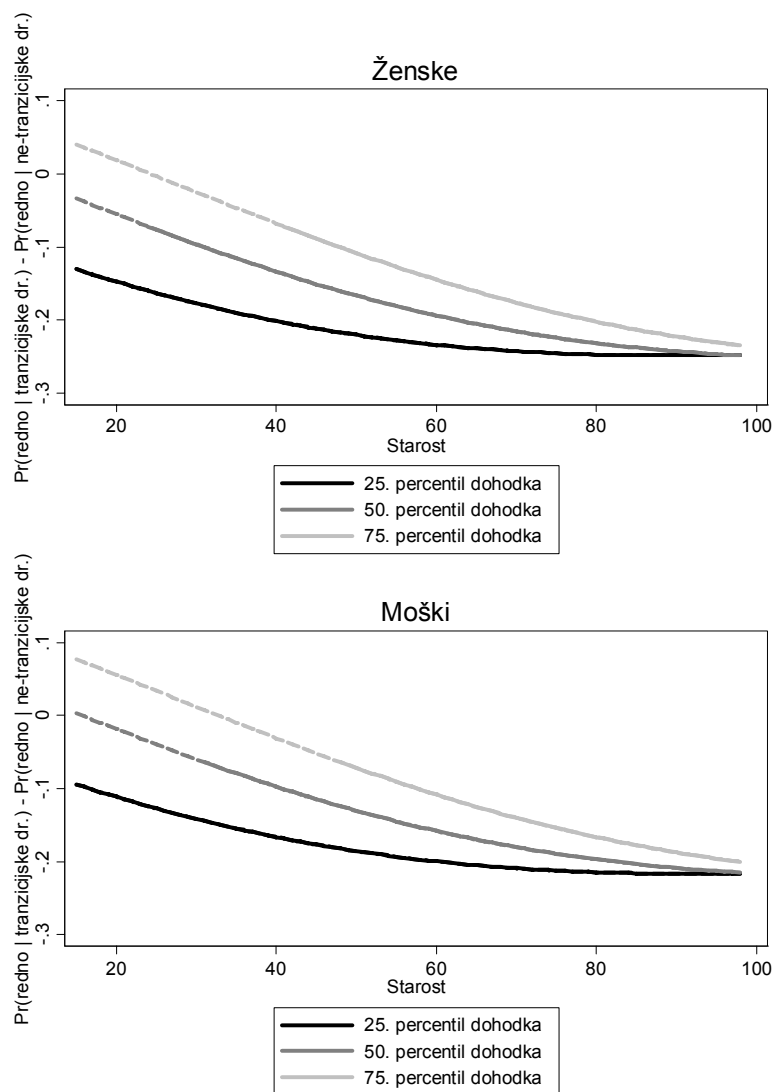 Ženske
Pr(redno | tranzicijske dr.) - Pr(redno | ne-tranzicijske dr.)
.1
0
-.1
-.2
-.3
20 40 60 80 100
Starost
25. percentil dohodka
50. percentil dohodka
75. percentil dohodka
Moški
Pr(redno | tranzicijske dr.) - Pr(redno | ne-tranzicijske dr.)
.1
0
-.1
-.2
-.3
20 40 60 80 100
Starost
25. percentil dohodka
50. percentil dohodka
75. percentil dohodka